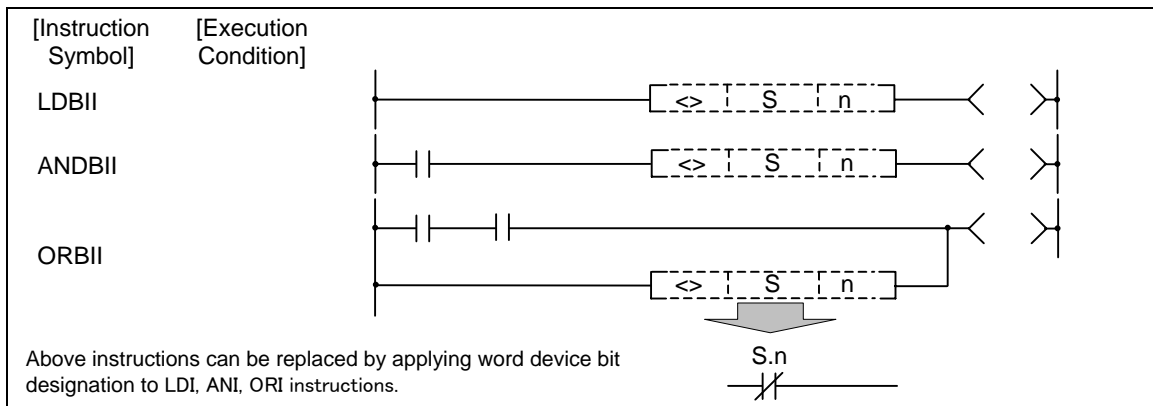 [Instruction Symbol] [Execution Condition]
LDBII
<> S n
ANDBII
<> S n
ORBII
<> S n
Above instructions can be replaced by applying word device bit
designation to LDI, ANI, ORI instructions.
S.n